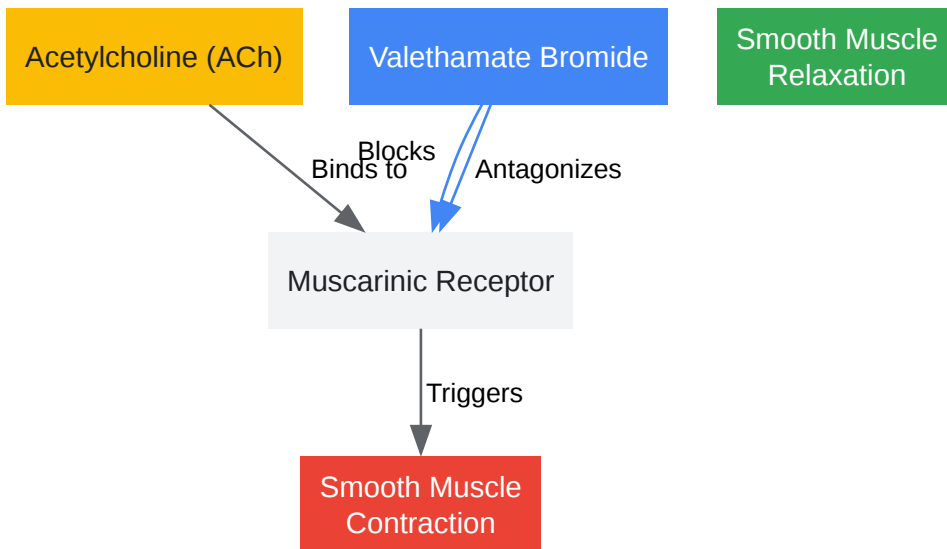 Acetylcholine (ACh)
Valethamate Bromide
Smooth Muscle
Relaxation
Blocks
Binds to
Antagonizes
Muscarinic Receptor
Triggers
Smooth Muscle
Contraction